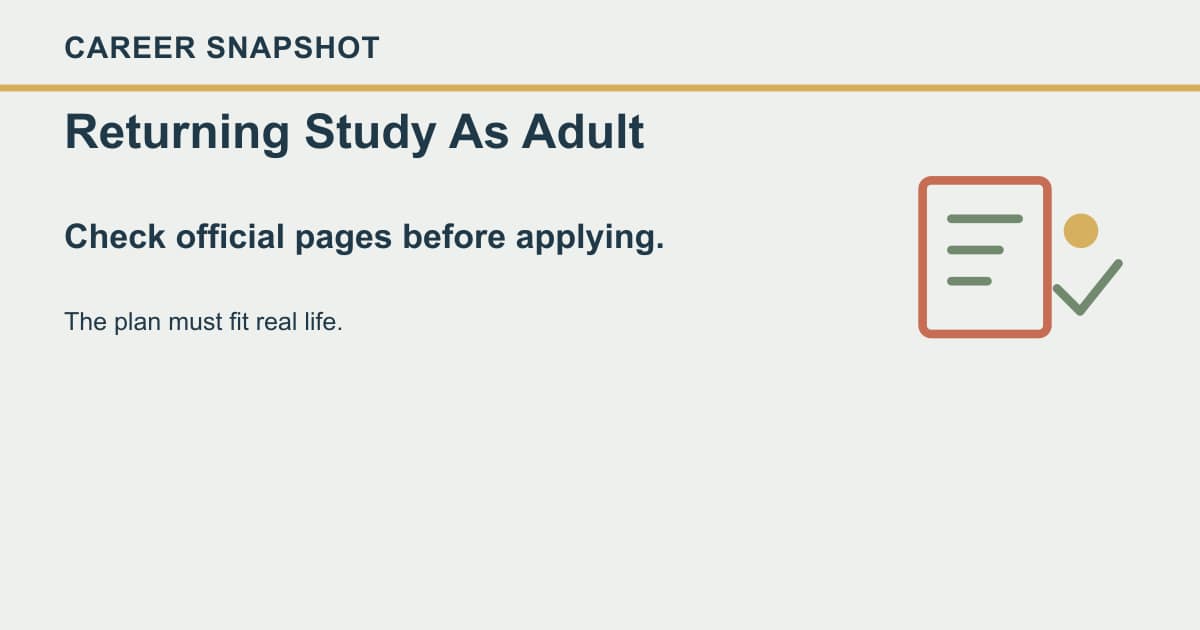 CAREER SNAPSHOT
Returning Study As Adult
Check official pages before applying.
The plan must fit real life.